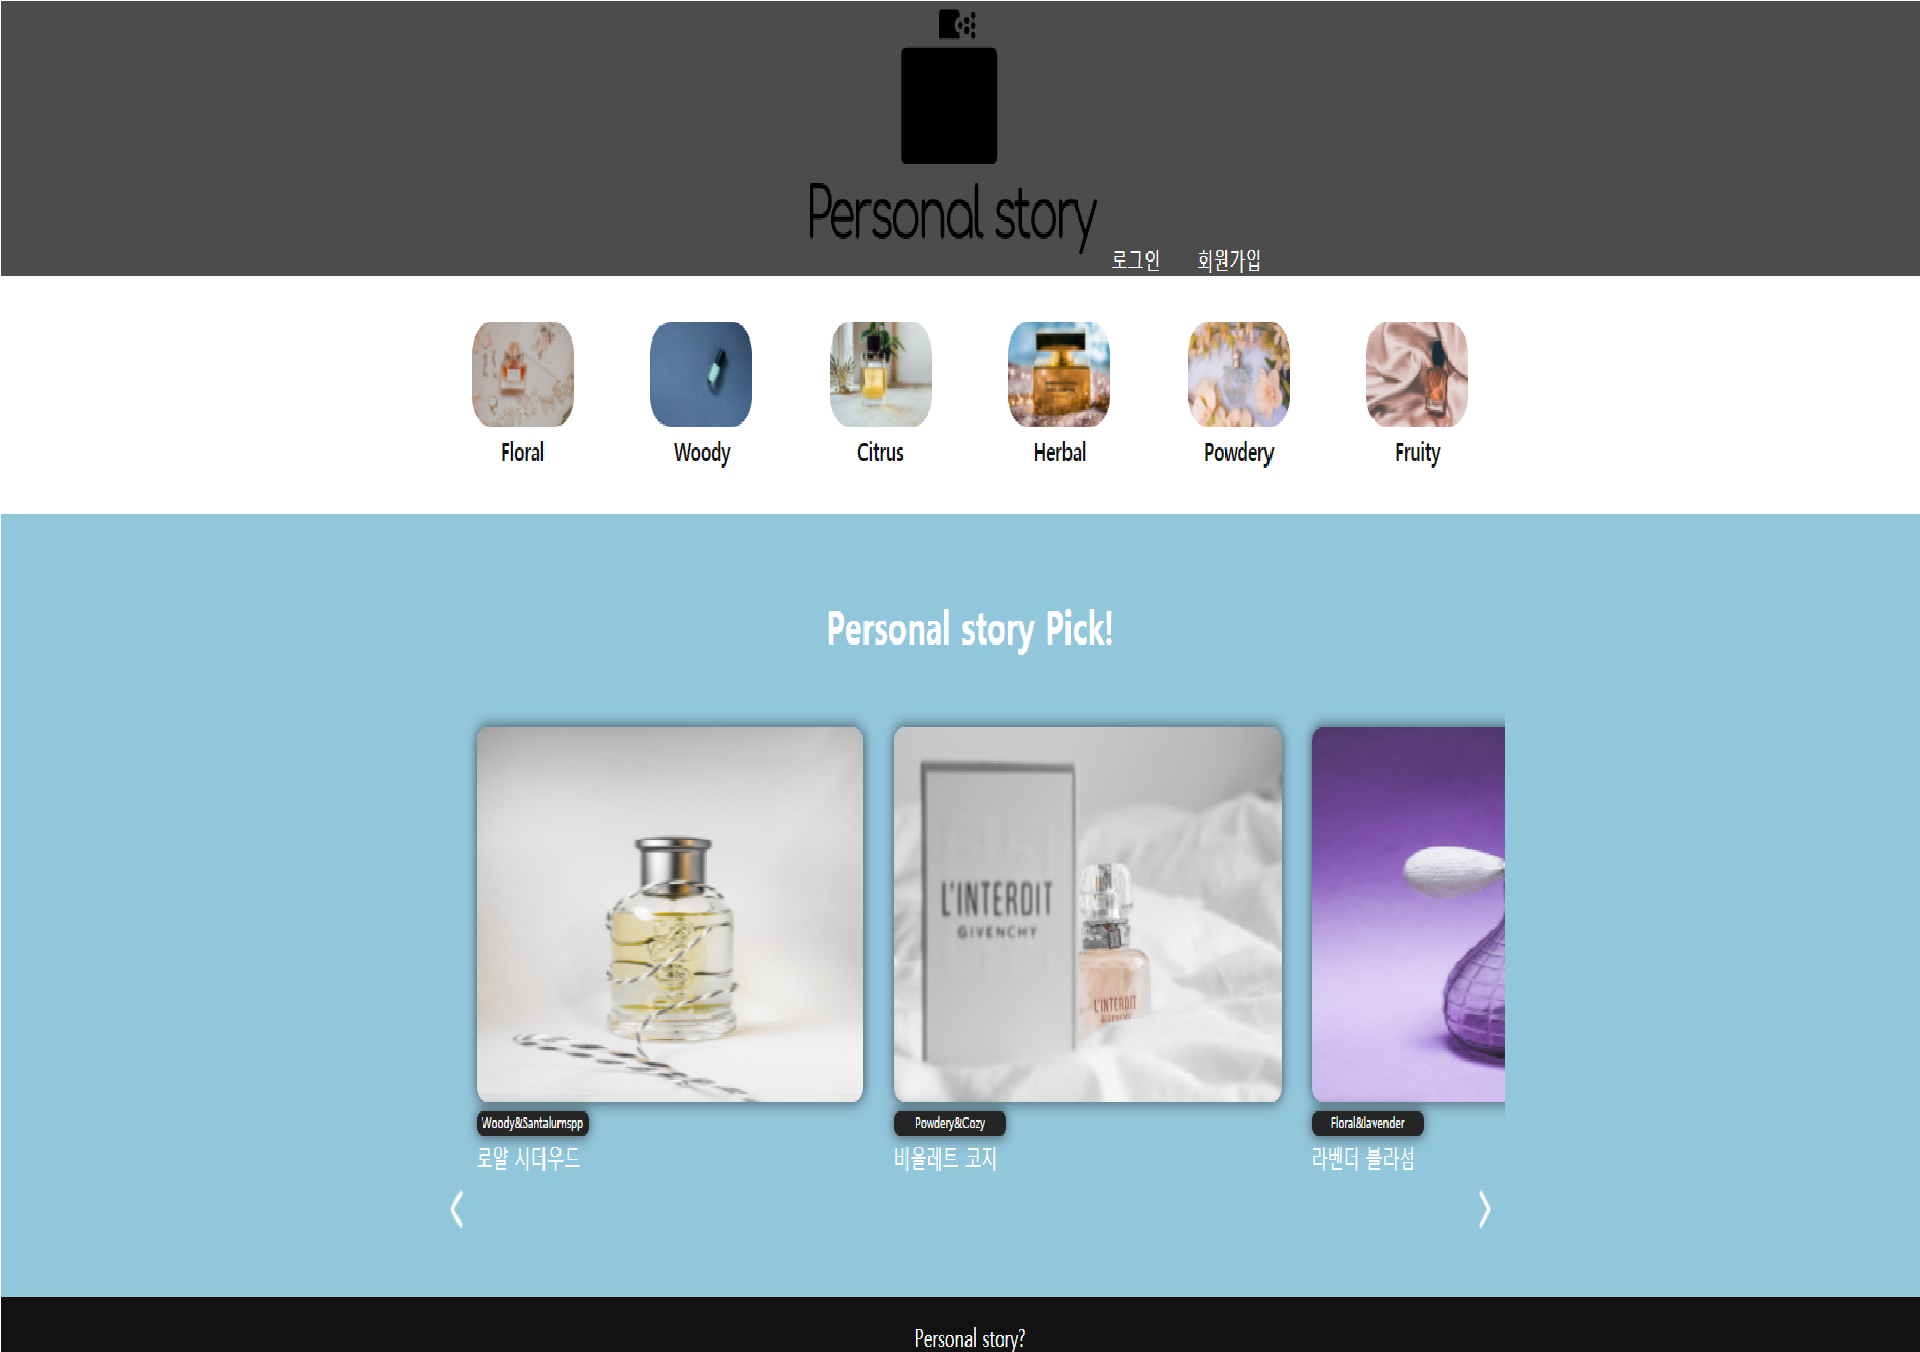 Personal story
로그인 회원가입
Floral Woody Citrus Herbal Powdery Fruity
Personal story Pick!
L'INTERDIT
GIVENCHY
L'INTERDIT
GIVENCHY
Woody&Santalumspp Powdery&Cozy Floral&lavender
로얄 시더우드 비올레트 코지 라벤더 블라섬
Personal story?